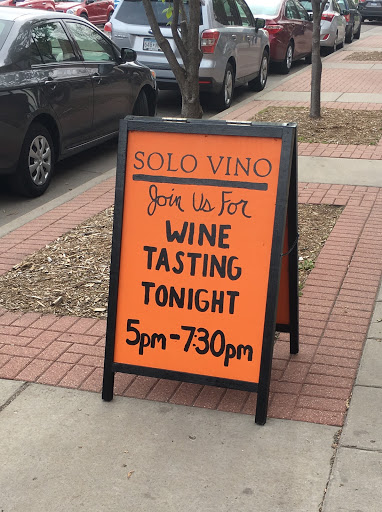 SOLO VINO
Join Us For
WINE
TASTING
TONIGHT
5pm-7:30pm